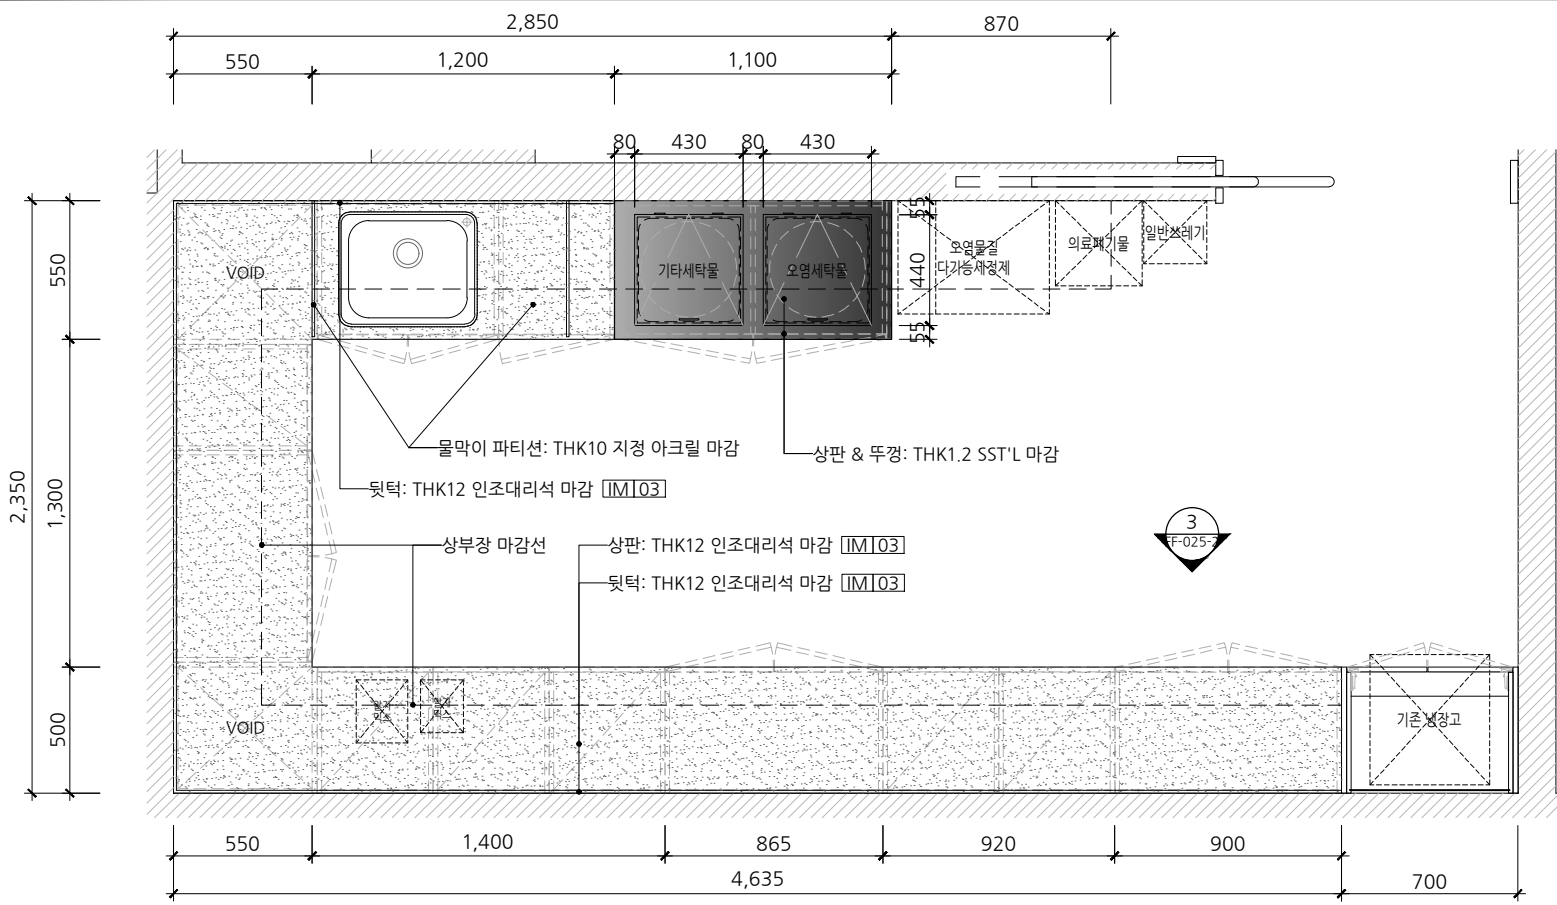 2,850
870
550
1,200
1,100
80
430
80
430
55
440
55
550
1,300
500
2,350
VOID
기타세탁물
오염세탁물
오염물질
다기능세정제
의료폐기물
일반쓰레기
물막이 파티션: THK10 지정 아크릴 마감
상판 & 뚜껑: THK1.2 SST'L 마감
뒷턱: THK12 인조대리석 마감 IM 03
상부장 마감선
상판: THK12 인조대리석 마감 IM 03
뒷턱: THK12 인조대리석 마감 IM 03
3
FF-025-2
VOID
기존 냉장고
550
1,400
865
920
900
4,635
700